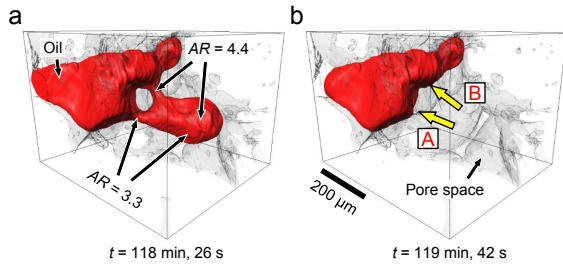 a
Oil
AR = 4.4
AR = 3.3
t = 118 min, 26 s
b
B
A
200 µm
Pore space
t = 119 min, 42 s